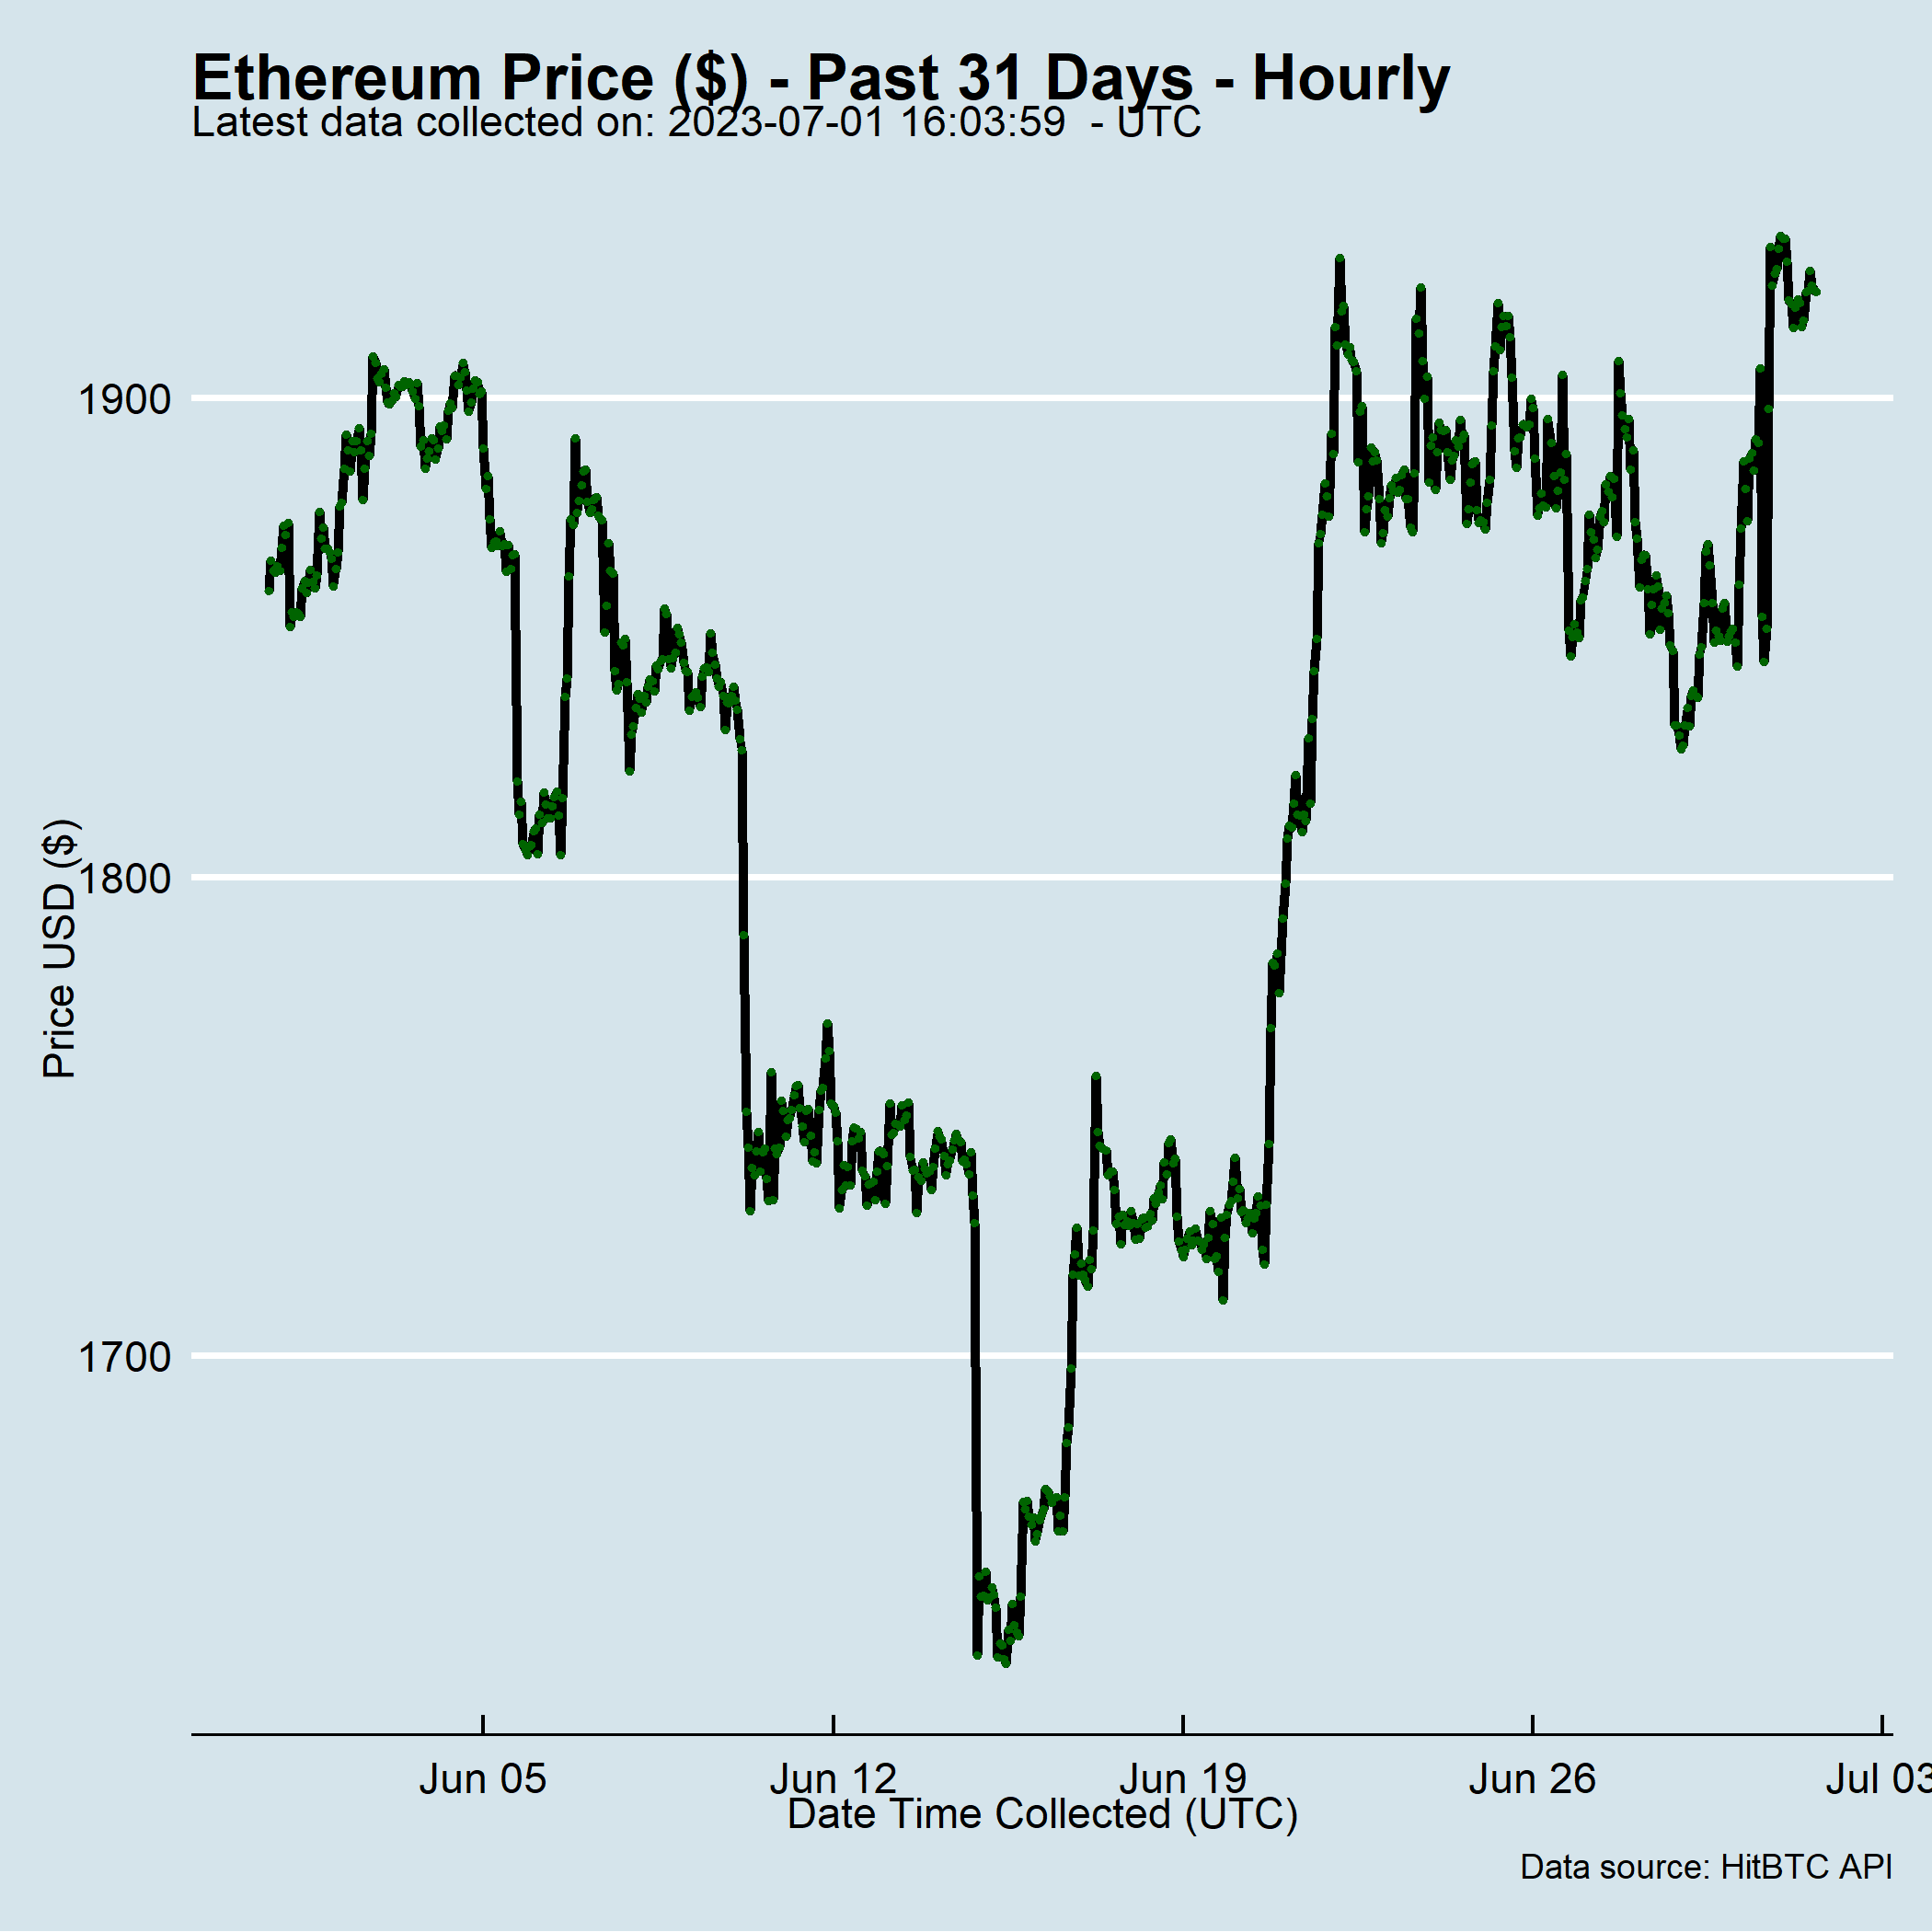 Ethereum Price ($) - Past 31 Days - Hourly
Latest data collected on: 2023-07-01 16:03:59  - UTC
Price USD ($)
1900
1800
1700
Jun 05
Jun 12
Jun 19
Jun 26
Jul 03
Date Time Collected (UTC)
Data source: HitBTC API